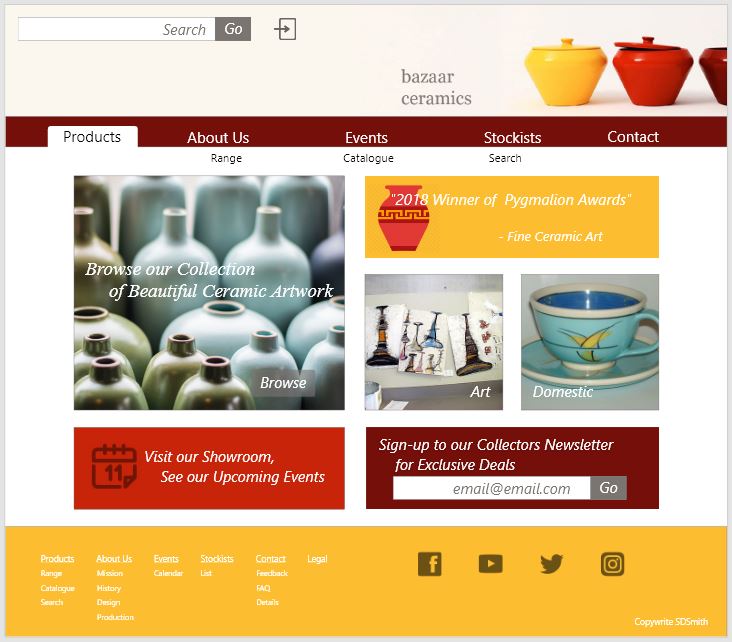 Search
Go
bazaar
ceramics
Products
About Us
Events
Stockists
Contact
Range
Catalogue
Search
Browse our Collection
of Beautiful Ceramic Artwork
Browse
"2018 Winner of Pygmalion Awards"
- Fine Ceramic Art
Art
Domestic
11
Visit our Showroom,
See our Upcoming Events
Sign-up to our Collectors Newsletter
for Exclusive Deals
email@email.com
Go
Products
Range
Catalogue
Search
About Us
Mission
History
Design
Production
Events
Calendar
Stockists
List
Contact
Feedback
FAQ
Details
Legal
Copywrite SDSmith